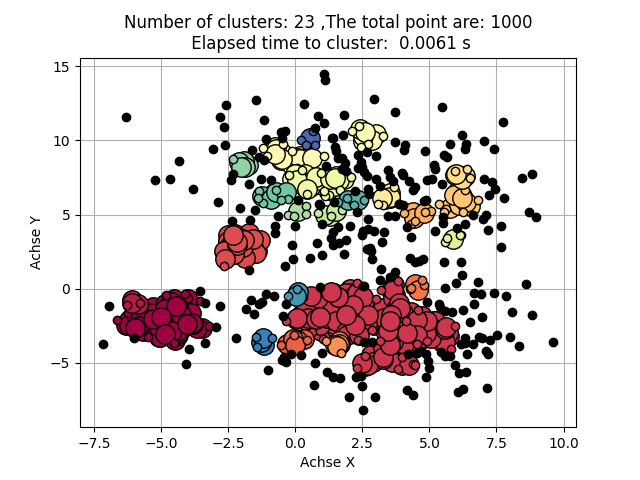 Number of clusters: 23 ,The total point are: 1000
Elapsed time to cluster:  0.0061 s
15
10
5
0
−5
Achse Y
−7.5 −5.0 −2.5 0.0 2.5 5.0 7.5 10.0
Achse X